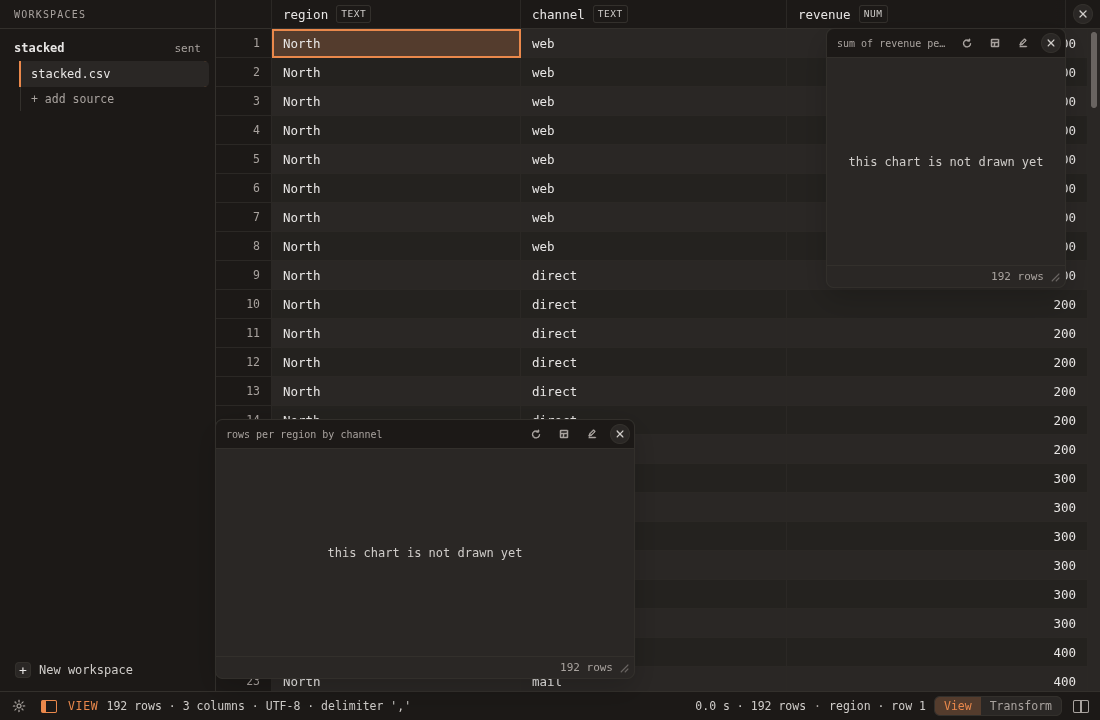 WORKSPACES
region TEXT channel TEXT revenue NUM
stacked sent
stacked.csv
+ add source
1 North web
2 North web
3 North web
4 North web
5 North web
6 North web
7 North web
8 North web
9 North direct
10 North direct 200
11 North direct 200
12 North direct 200
13 North direct 200
14 North direct 200
200
300
300
300
300
300
300
400
23 North mail 400
sum of revenue pe…
this chart is not drawn yet
192 rows
rows per region by channel
this chart is not drawn yet
192 rows
+ New workspace
VIEW 192 rows · 3 columns · UTF-8 · delimiter ','
0.0 s · 192 rows · region · row 1 View Transform